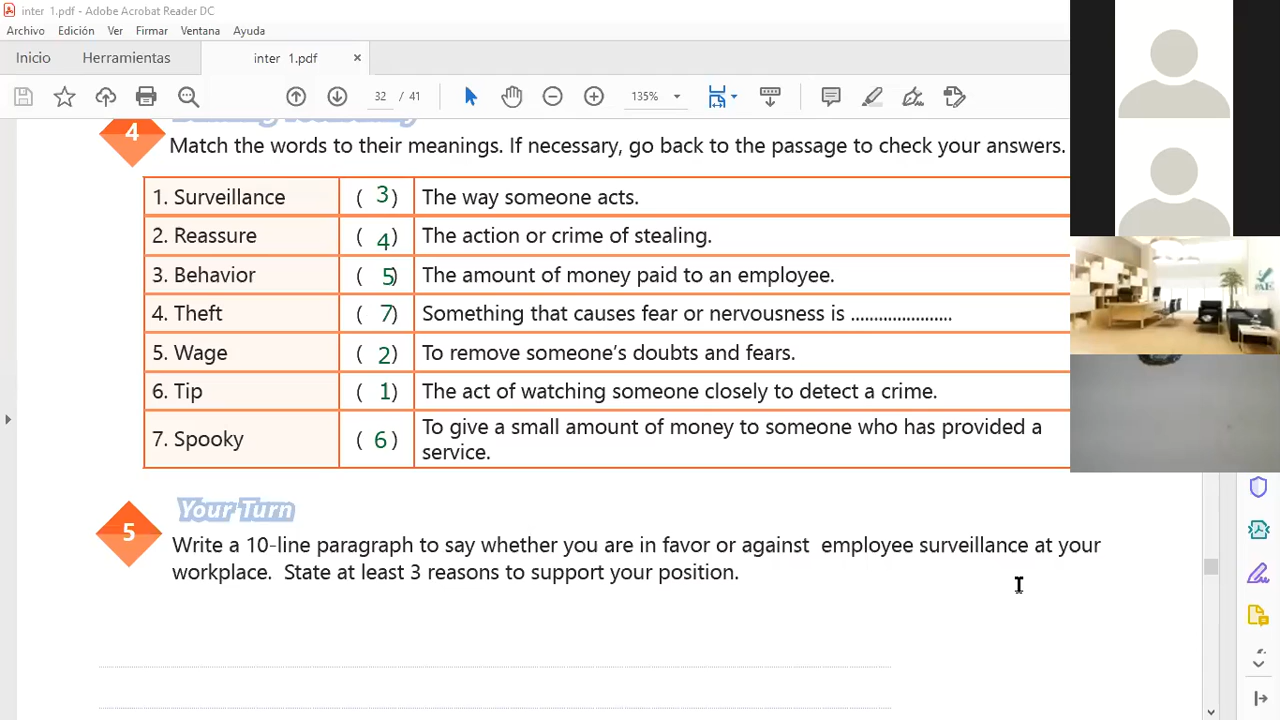 inter 1.pdf - Adobe Acrobat Reader DC
Archivo Edición Ver Firmar Ventana Ayuda
Inicio Herramientas inter 1.pdf ×
32 / 41 135%
4
Match the words to their meanings. If necessary, go back to the passage to check your answers.
1. Surveillance ( 3 ) The way someone acts.
2. Reassure ( 4 ) The action or crime of stealing.
3. Behavior ( 5 ) The amount of money paid to an employee.
4. Theft ( 7 ) Something that causes fear or nervousness is ......................
5. Wage ( 2 ) To remove someone's doubts and fears.
6. Tip ( 1 ) The act of watching someone closely to detect a crime.
7. Spooky ( 6 ) To give a small amount of money to someone who has provided a
service.
Your Turn
5
Write a 10-line paragraph to say whether you are in favor or against employee surveillance at your
workplace. State at least 3 reasons to support your position.